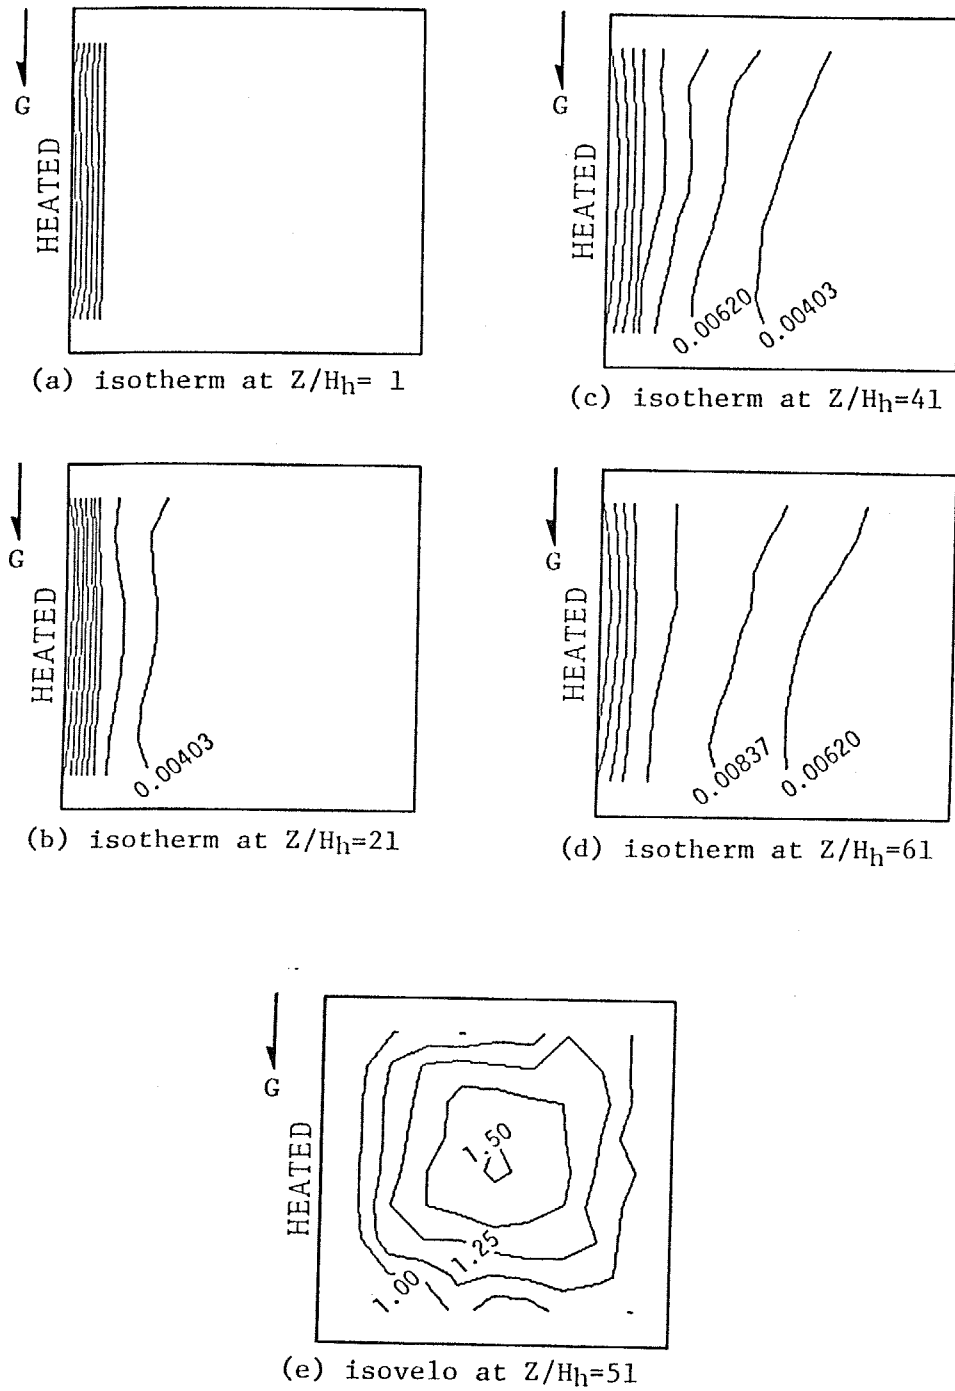 G
HEATED
(a) isotherm at Z/Hh= 1
G
HEATED
0.00620
0.00403
(c) isotherm at Z/Hh=41
G
HEATED
0.00403
(b) isotherm at Z/Hh=21
G
HEATED
0.00837
0.00620
(d) isotherm at Z/Hh=61
G
HEATED
1.50
1.25
1.00
(e) isovelo at Z/Hh=51